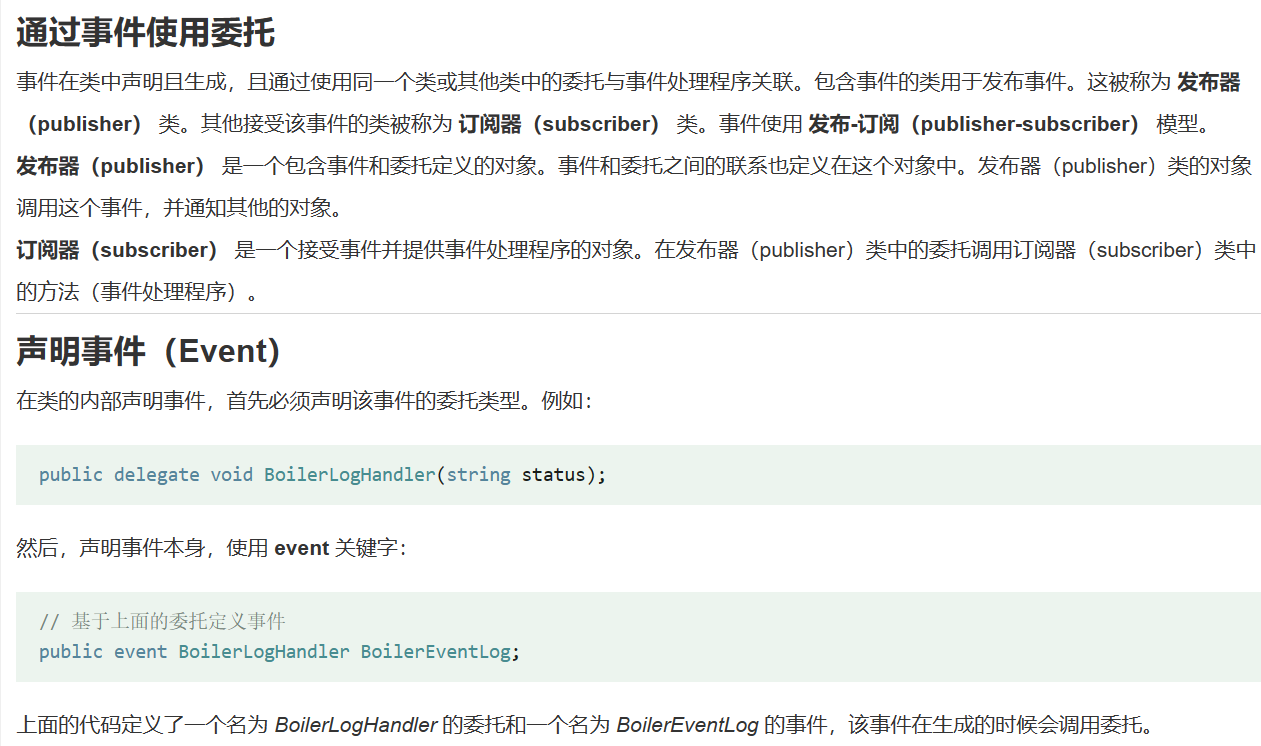 通过事件使用委托
事件在类中声明且生成，且通过使用同一个类或其他类中的委托与事件处理程序关联。包含事件的类用于发布事件。这被称为 发布器
（publisher） 类。其他接受该事件的类被称为 订阅器（subscriber） 类。事件使用 发布-订阅（publisher-subscriber） 模型。
发布器（publisher） 是一个包含事件和委托定义的对象。事件和委托之间的联系也定义在这个对象中。发布器（publisher）类的对象
调用这个事件，并通知其他的对象。
订阅器（subscriber） 是一个接受事件并提供事件处理程序的对象。在发布器（publisher）类中的委托调用订阅器（subscriber）类中
的方法（事件处理程序）。
声明事件（Event）
在类的内部声明事件，首先必须声明该事件的委托类型。例如：
public delegate void BoilerLogHandler(string status);
然后，声明事件本身，使用 event 关键字：
// 基于上面的委托定义事件
public event BoilerLogHandler BoilerEventLog;
上面的代码定义了一个名为 BoilerLogHandler 的委托和一个名为 BoilerEventLog 的事件，该事件在生成的时候会调用委托。